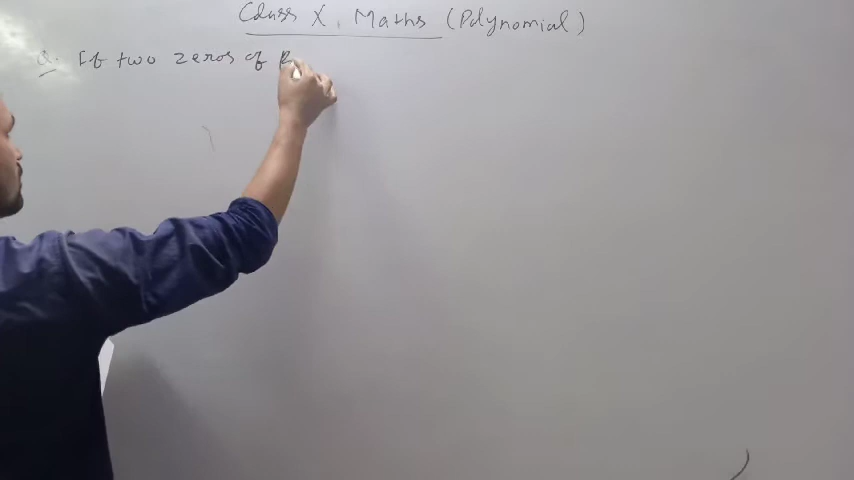 Class X, Maths (Polynomial)
Q. If two zeros of P